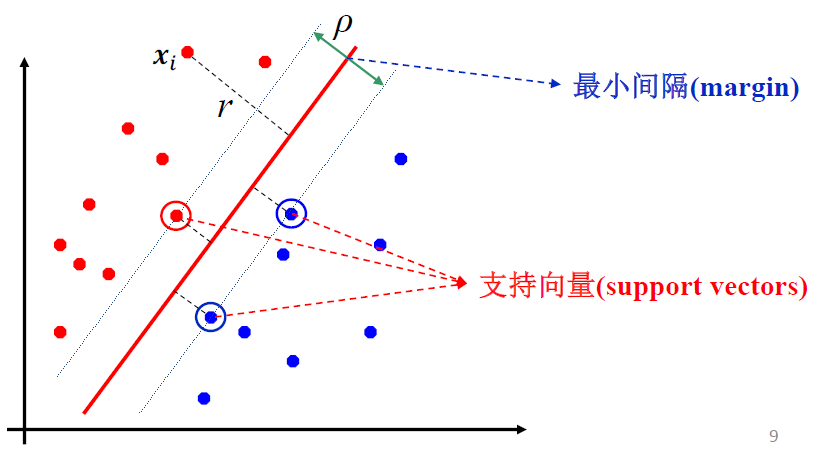 ρ
x_i
r
最小间隔(margin)
支持向量(support vectors)
9